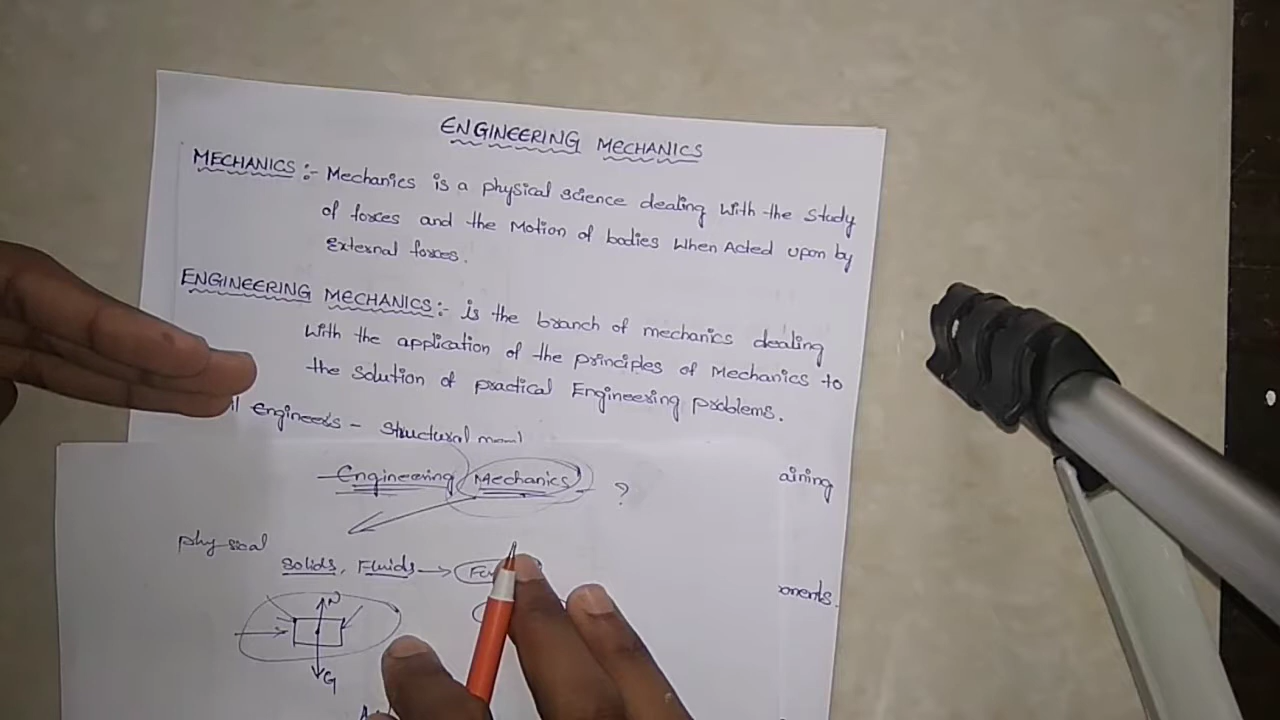 ENGINEERING MECHANICS
MECHANICS :- Mechanics is a physical science dealing with the study
of forces and the Motion of bodies when Acted upon by
External forces.
ENGINEERING MECHANICS :- is the branch of mechanics dealing
with the application of the principles of Mechanics to
the solution of practical Engineering problems.
Engineers - Structural
Engineering Mechanics ?
aining
physical
Solids, Fluids →
onents.
N
G